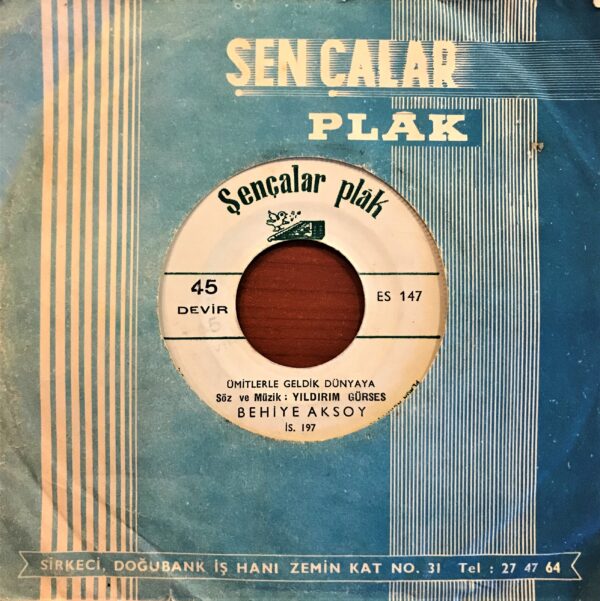 ŞEN ÇALAR
PLÂK
Şençalar plâk
45
DEVİR
ES 147
ÜMİTLERLE GELDİK DÜNYAYA
Söz ve Müzik : YILDIRIM GÜRSES
BEHİYE AKSOY
İS. 197
SİRKECİ, DOĞUBANK İŞ HANI ZEMİN KAT NO. 31 Tel : 27 47 64